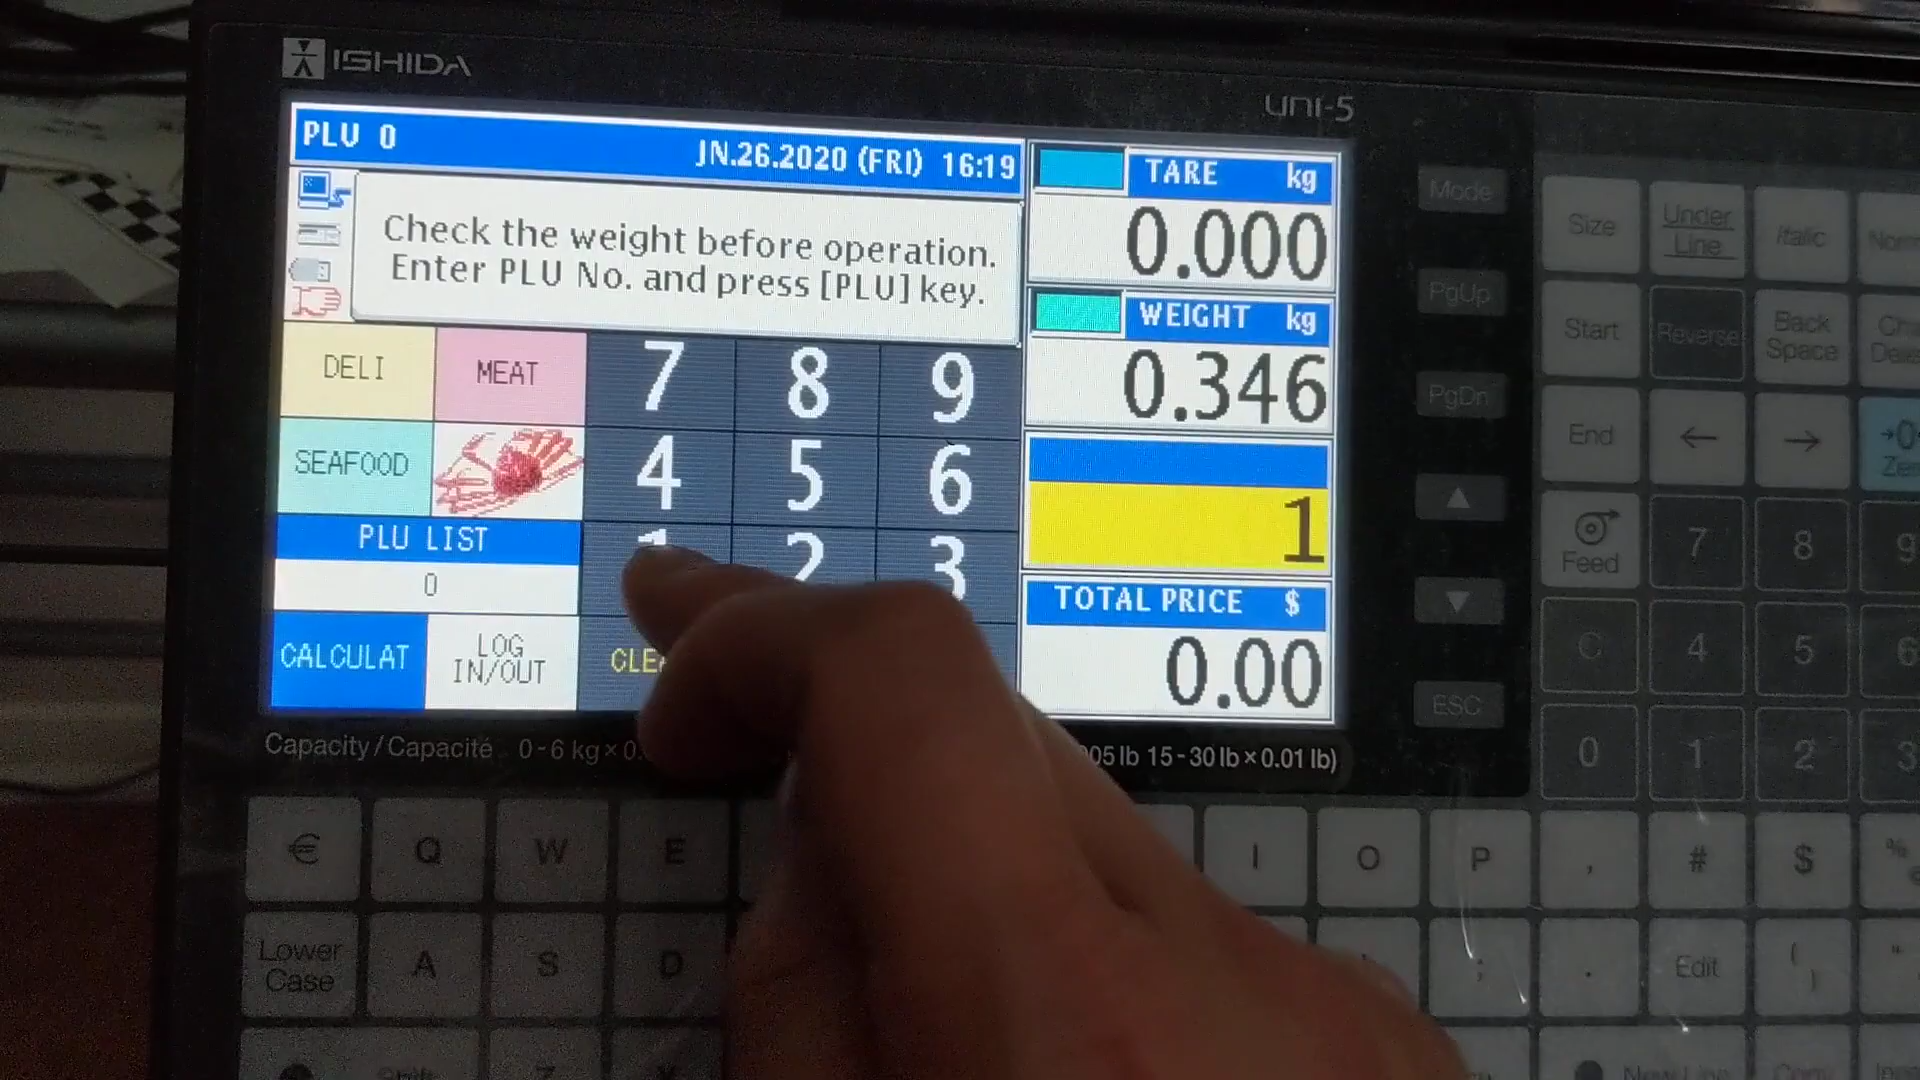 ISHIDA
uni-5
PLU 0
JN.26.2020 (FRI) 16:19
Check the weight before operation.
Enter PLU No. and press [PLU] key.
TARE kg
0.000
WEIGHT kg
0.346
1
TOTAL PRICE $
0.00
DELI
MEAT
SEAFOOD
PLU LIST
0
CALCULAT
LOG
IN/OUT
7 8 9
4 5 6
1 2 3
Capacity/Capacité 0-6 kg×0.
05 lb 15-30 lb×0.01 lb)
Mode
PgUp
PgDn
▲
▼
ESC
Size
Under
Line
Italic
Start
Reverse
Back
Space
End
←
→
Feed
7 8 9
C 4 5 6
0 1 2 3
€ Q W E I O P , # $ %
Lower
Case
A S D ; . Edit ( ) "
New Line
Copy